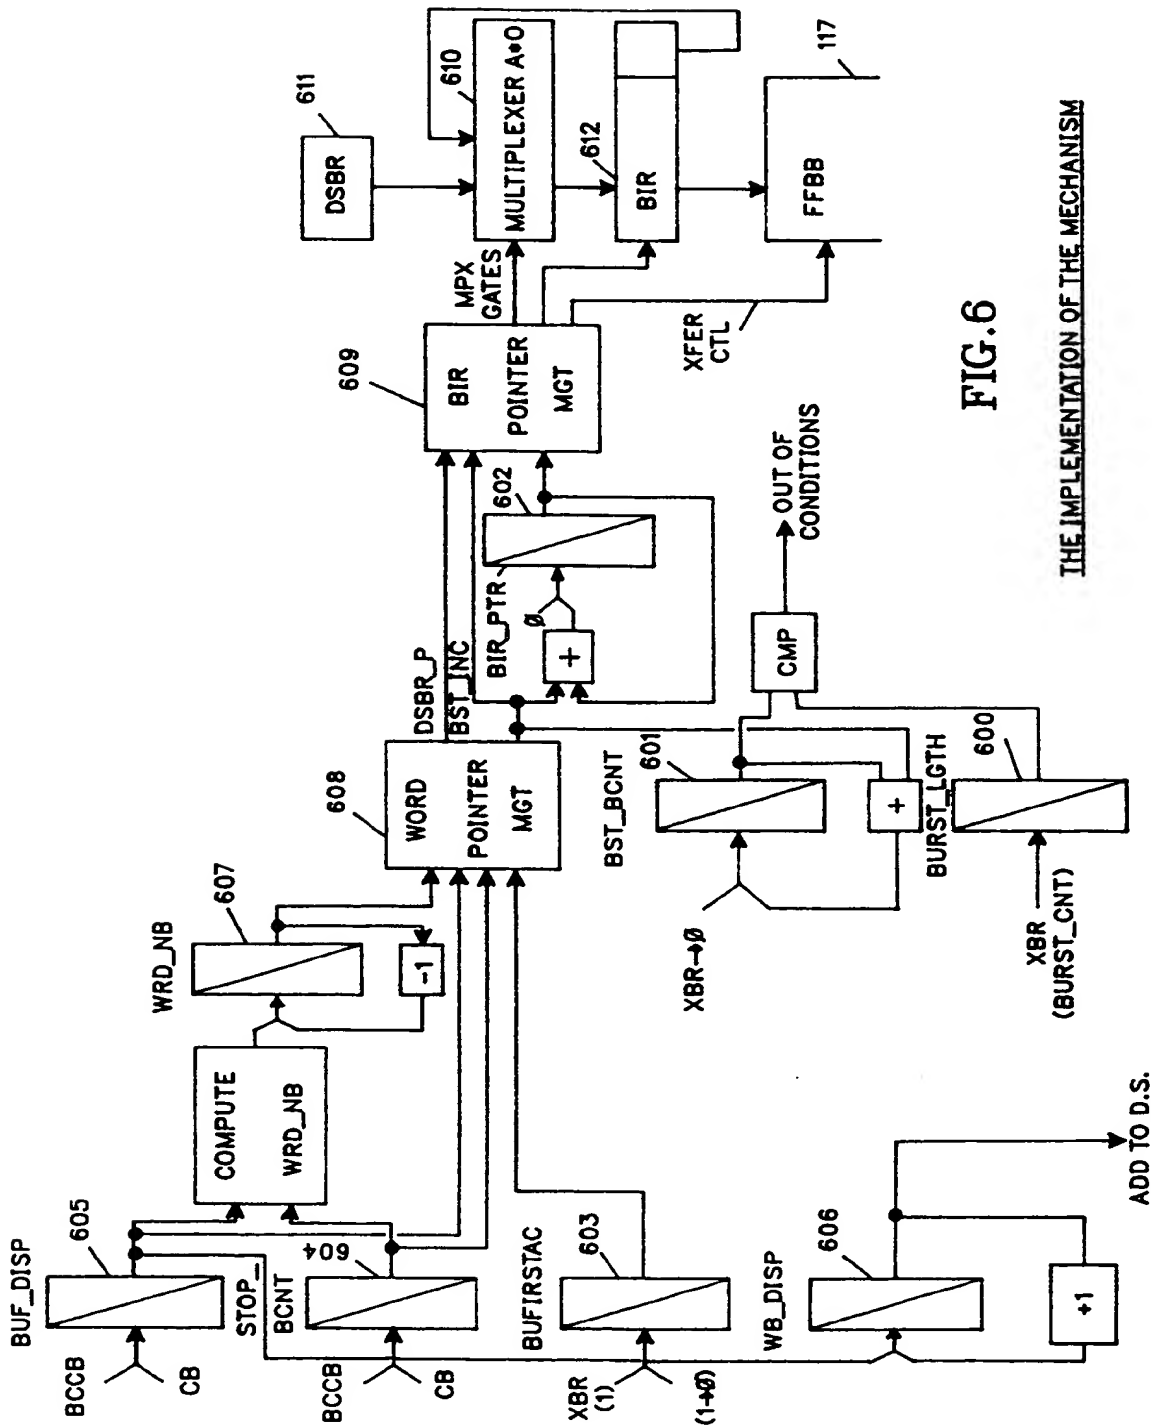 BUF_DISP
605
BCCB
CB
STOP_
BCNT
604
BCCB
CB
BUFIRSTAC
603
XBR
(1)
(1→Ø)
WB_DISP
606
+1
ADD TO D.S.
COMPUTE
WRD_NB
WRD_NB
607
-1
608
WORD
POINTER
MGT
DSBR_P
BST_INC
BIR_PTR
602
Ø
+
BST_BCNT
601
XBR→Ø
+
BURST_LGTH
600
XBR
(BURST_CNT)
CMP
OUT OF
CONDITIONS
609
BIR
POINTER
MGT
MPX
GATES
XFER
CTL
611
DSBR
610
MULTIPLEXER A•O
612
BIR
117
FFBB
FIG.6
THE IMPLEMENTATION OF THE MECHANISM